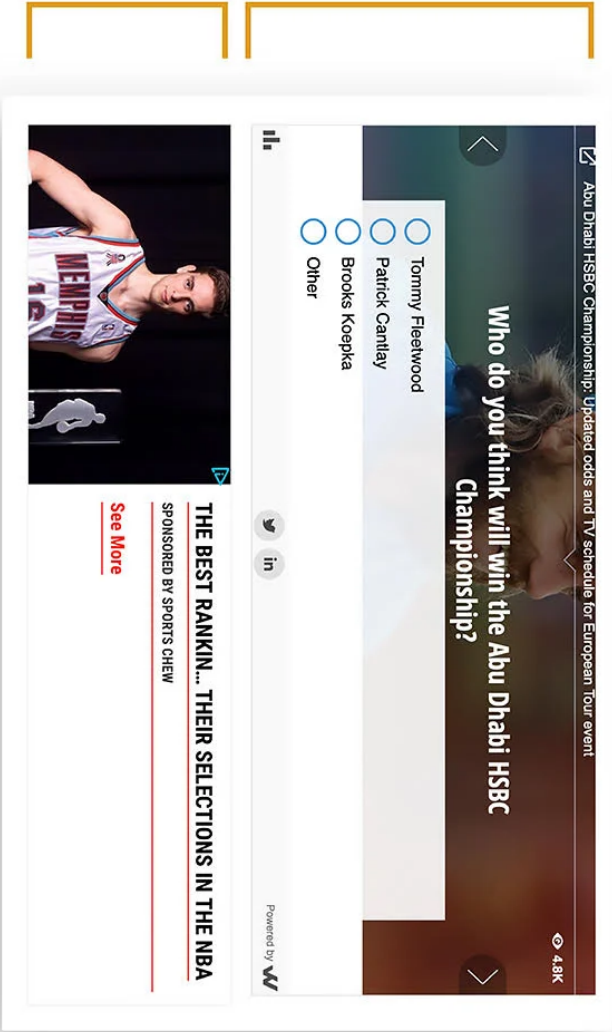 Abu Dhabi HSBC Championship: Updated odds and TV schedule for European Tour event
4.8K
Who do you think will win the Abu Dhabi HSBC
Championship?
Tommy Fleetwood
Patrick Cantlay
Brooks Koepka
Other
in
Powered by
MEMPHIS
16
THE BEST RANKIN... THEIR SELECTIONS IN THE NBA
SPONSORED BY SPORTS CHEW
See More